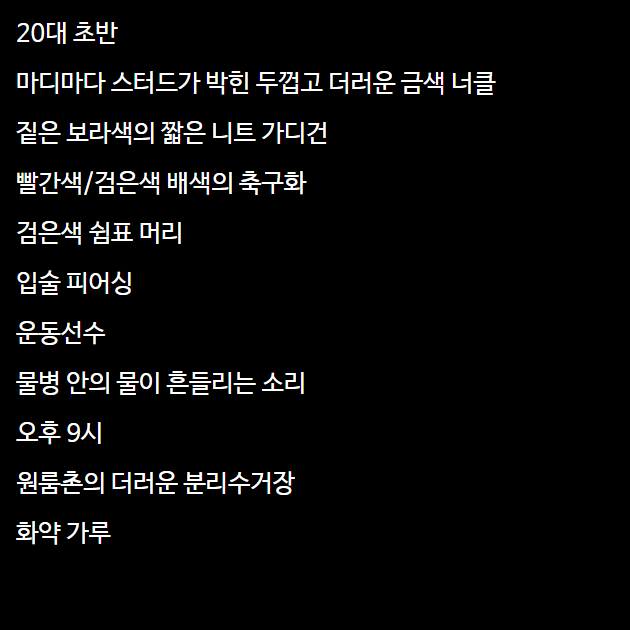 20대 초반
마디마다 스터드가 박힌 두껍고 더러운 금색 너클
짙은 보라색의 짧은 니트 가디건
빨간색/검은색 배색의 축구화
검은색 쉼표 머리
입술 피어싱
운동선수
물병 안의 물이 흔들리는 소리
오후 9시
원룸촌의 더러운 분리수거장
화약 가루